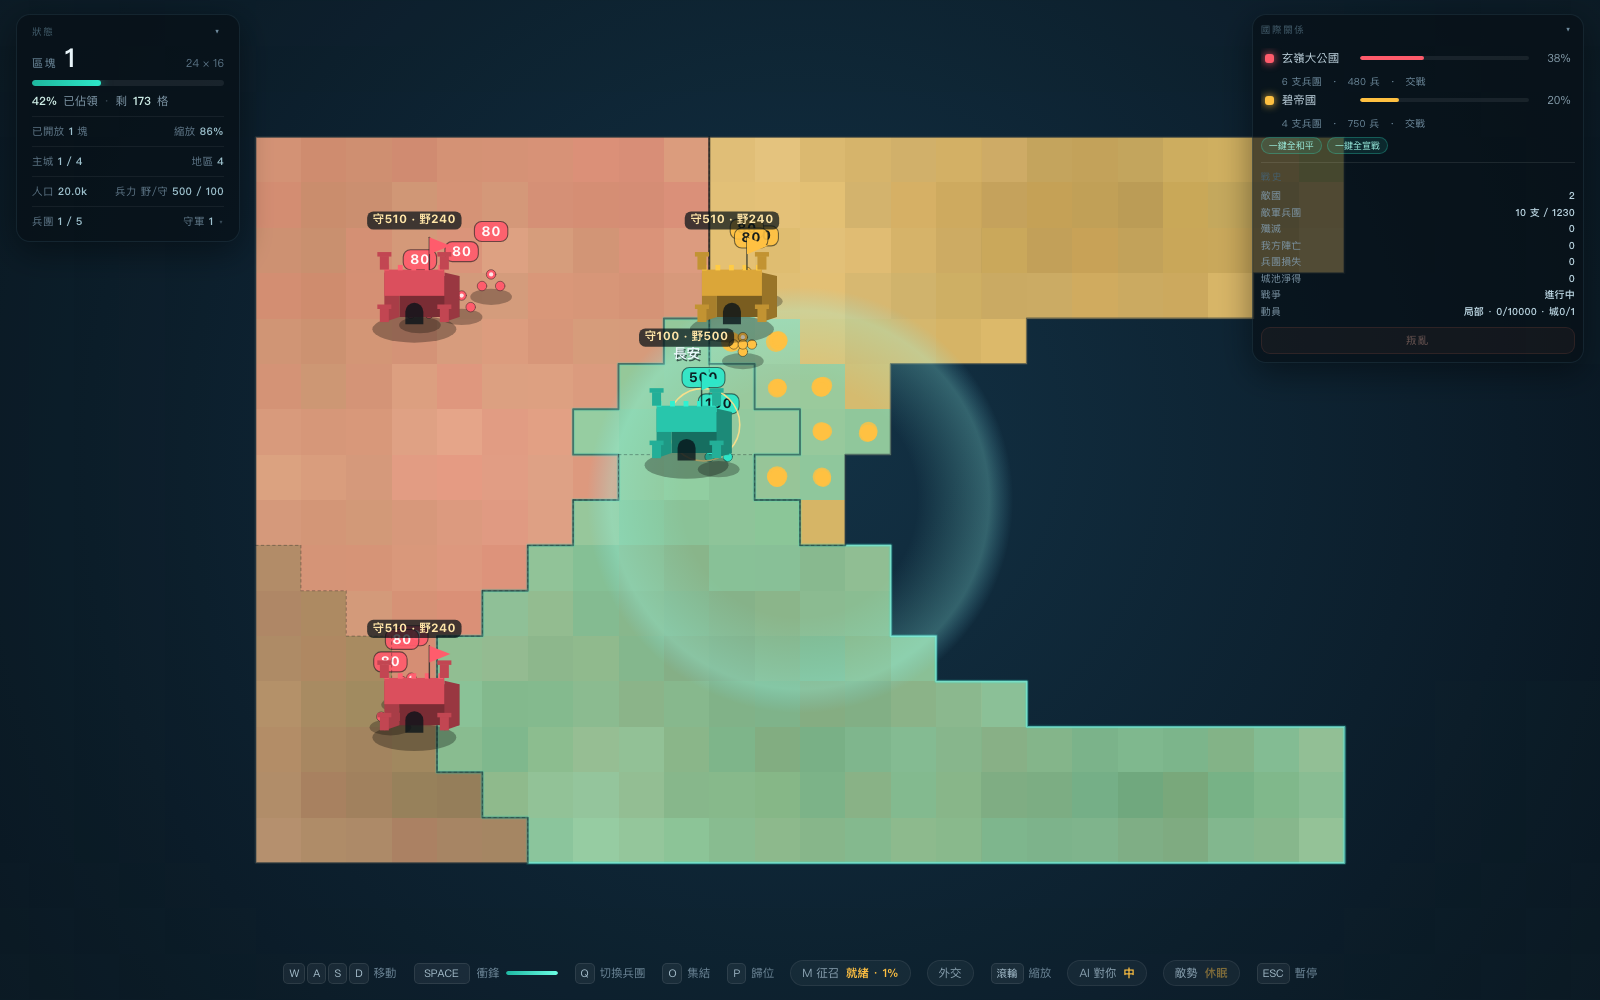 狀態
區塊 1 24 × 16
42% 已佔領 · 剩 173 格
已開放 1 塊 縮放 86%
主城 1 / 4 地區 4
人口 20.0k 兵力 野/守 500 / 100
兵團 1 / 5 守軍 1 ·
國際關係
玄嶺大公國 38%
6 支兵團 · 480 兵 · 交戰
碧帝國 20%
4 支兵團 · 750 兵 · 交戰
一鍵全和平 一鍵全宣戰
敵國 2
敵軍兵團 10 支 / 1230
殲滅 0
我方陣亡 0
兵團損失 0
城池淨得 0
戰爭 進行中
動員 局部 · 0/10000 · 城0/1
叛亂
守510 · 野240
80
80
80
守510 · 野240
80
守100 · 野500
長安
500
守510 · 野240
80
80
W A S D 移動 SPACE 衝鋒 Q 切換兵團 O 集結 P 歸位 M 征召 就緒 · 1% 外交 滾輪 縮放 AI 對你 中 敵勢 休眠 ESC 暫停